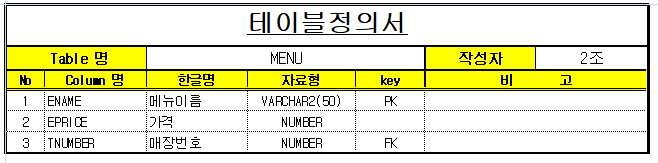 테이블정의서
Table 명 MENU 작성자 2조
No Column 명 한글명 자료형 key 비 고
1 ENAME 메뉴이름 VARCHAR2(50) PK
2 EPRICE 가격 NUMBER
3 TNUMBER 매장번호 NUMBER FK